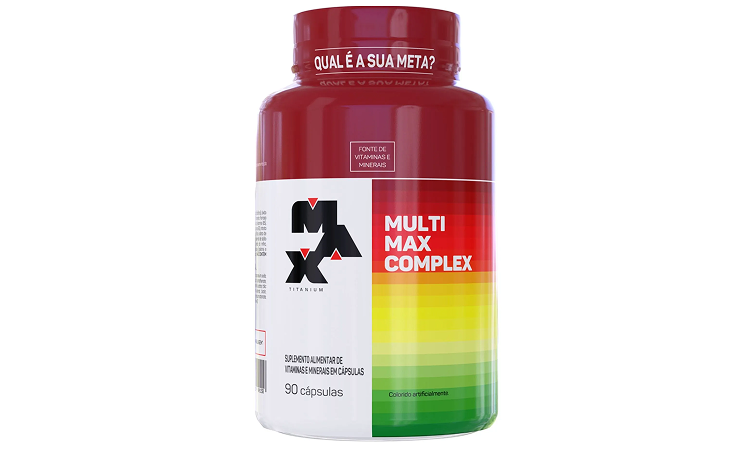 QUAL É A SUA META?
FONTE DE
VITAMINAS E
MINERAIS
MAX
TITANIUM
MULTI
MAX
COMPLEX
SUPLEMENTO ALIMENTAR DE
VITAMINAS E MINERAIS EM CÁPSULAS
90 cápsulas
Colorido artificialmente.